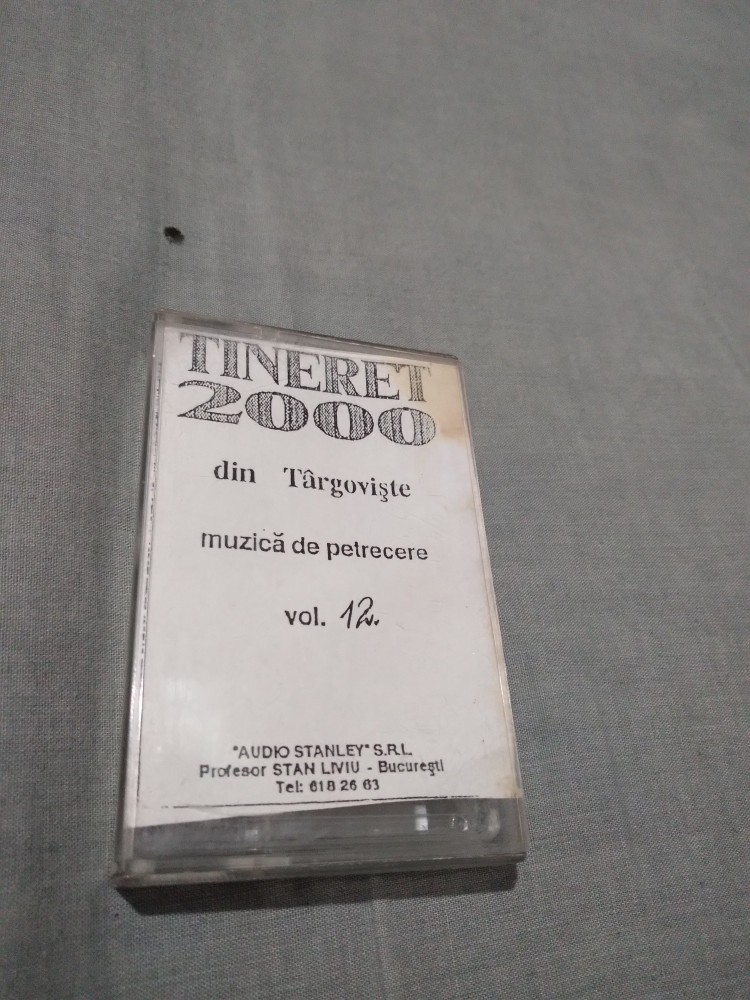 TINERET
2000
din Târgovişte
muzică de petrecere
vol. 12.
"AUDIO STANLEY" S.R.L.
Profesor STAN LIVIU - Bucureşti
Tel: 618 26 63